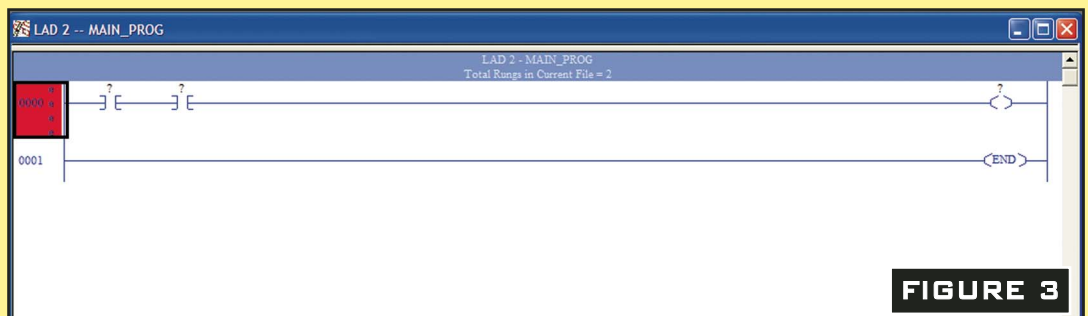 LAD 2 -- MAIN_PROG
LAD 2 - MAIN_PROG
Total Rungs in Current File = 2
? ? ?
0000 e e e e
0001 END
FIGURE 3